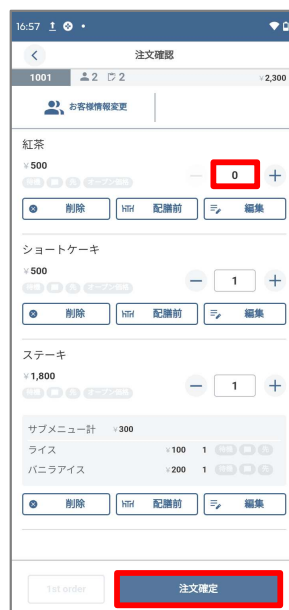 16:57
注文確認
1001 2 2 ¥2,300
お客様情報変更
紅茶
¥500
0
削除 配膳前 編集
ショートケーキ
¥500
1
削除 配膳前 編集
ステーキ
¥1,800
1
サブメニュー計 ¥300
ライス ¥100 1
バニラアイス ¥200 1
削除 配膳前 編集
1st order 注文確定